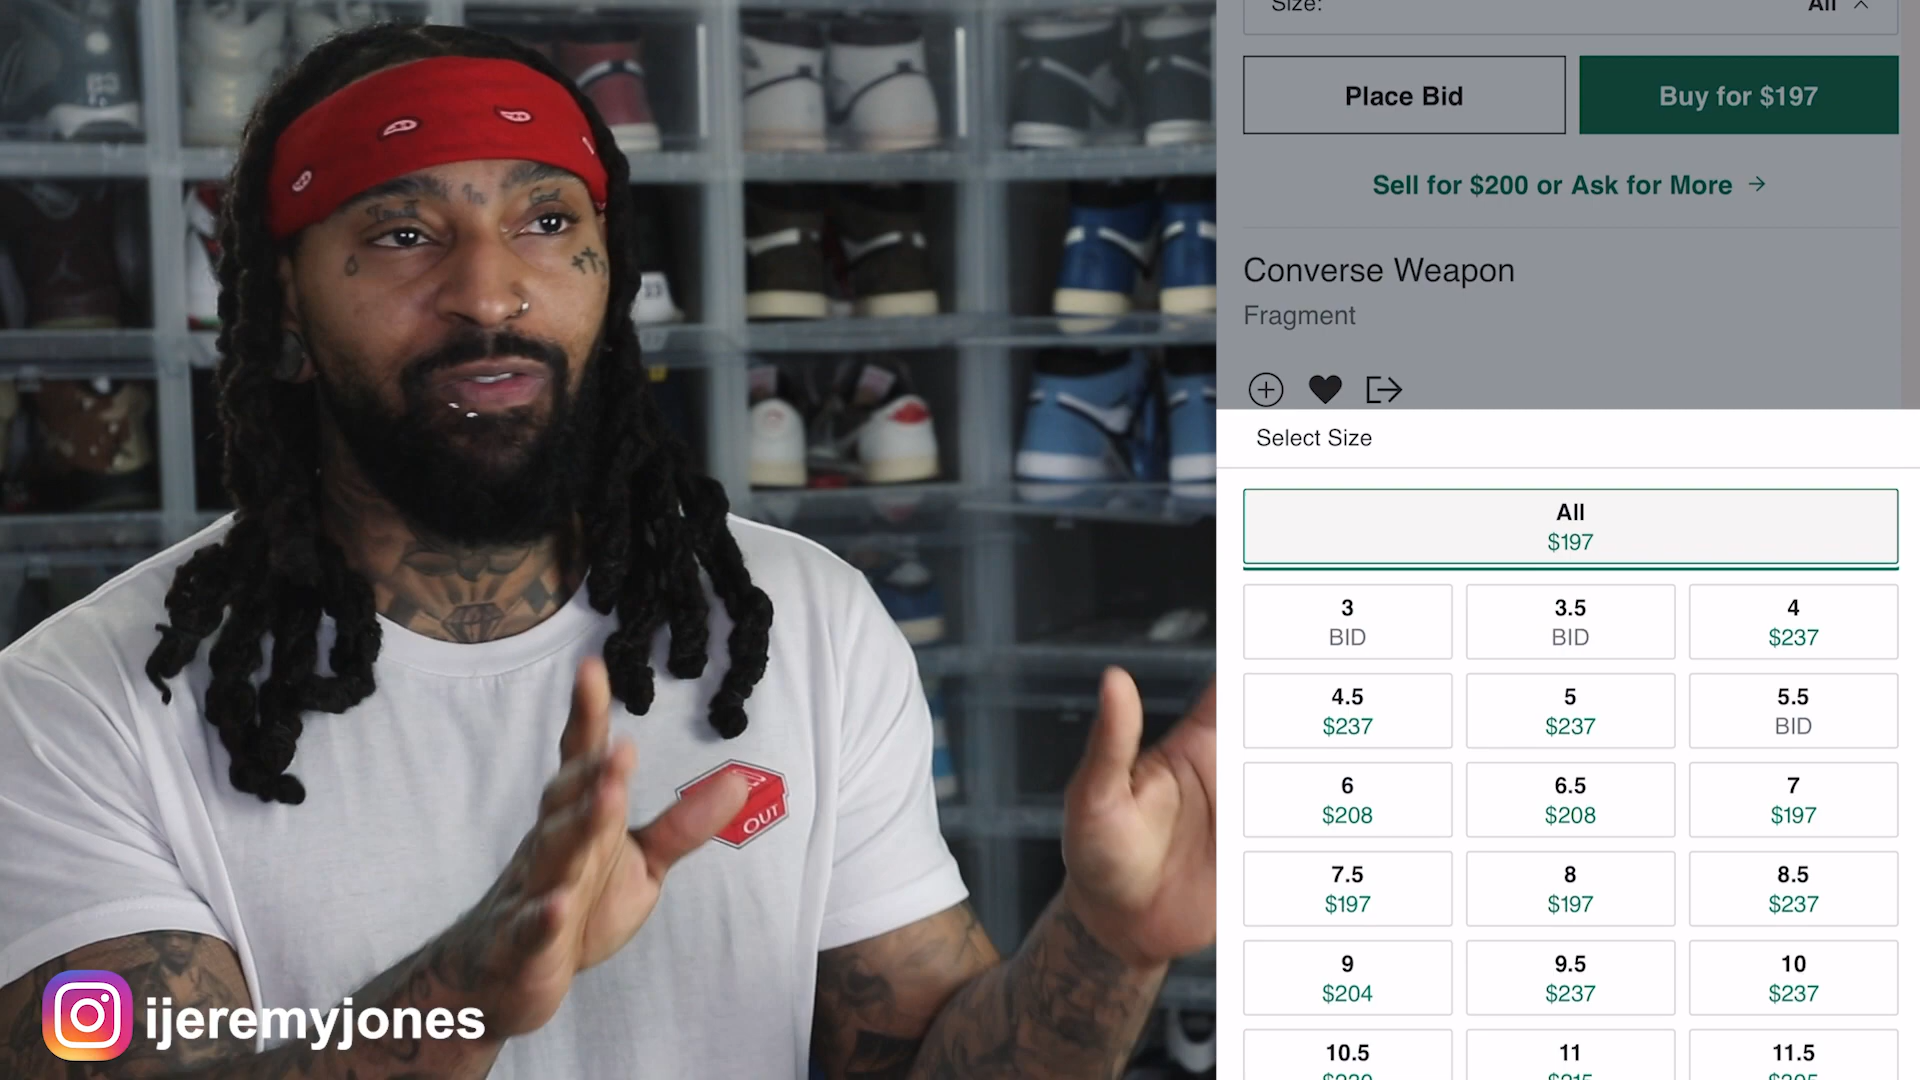 Size: All
Place Bid
Buy for $197
Sell for $200 or Ask for More
Converse Weapon
Fragment
Select Size
All
$197
3
BID
3.5
BID
4
$237
4.5
$237
5
$237
5.5
BID
6
$208
6.5
$208
7
$197
7.5
$197
8
$197
8.5
$237
9
$204
9.5
$237
10
$237
10.5
11
11.5
OUT
ijeremyjones